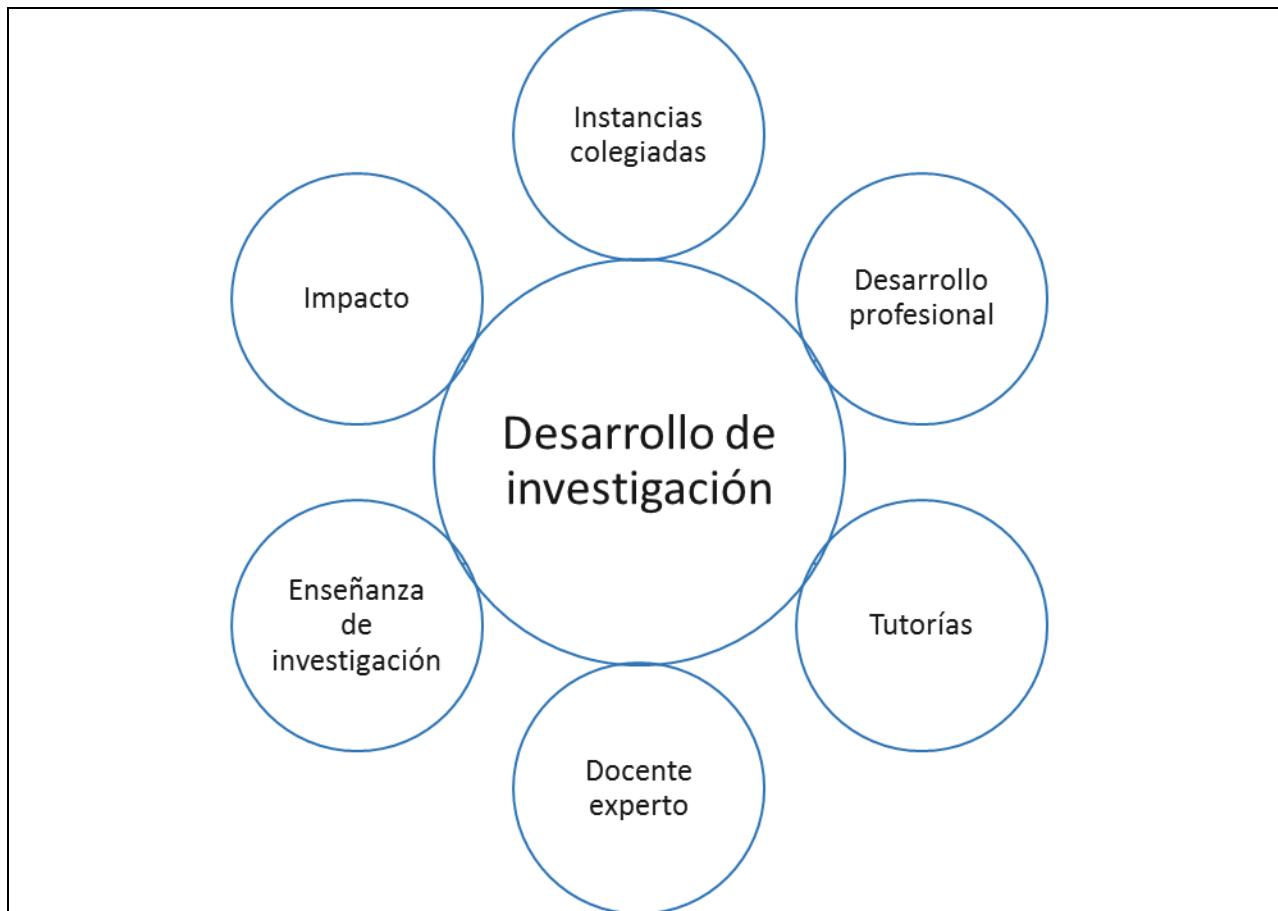 Instancias
colegiadas
Desarrollo
profesional
Tutorías
Docente
experto
Enseñanza
de
investigación
Impacto
Desarrollo de
investigación